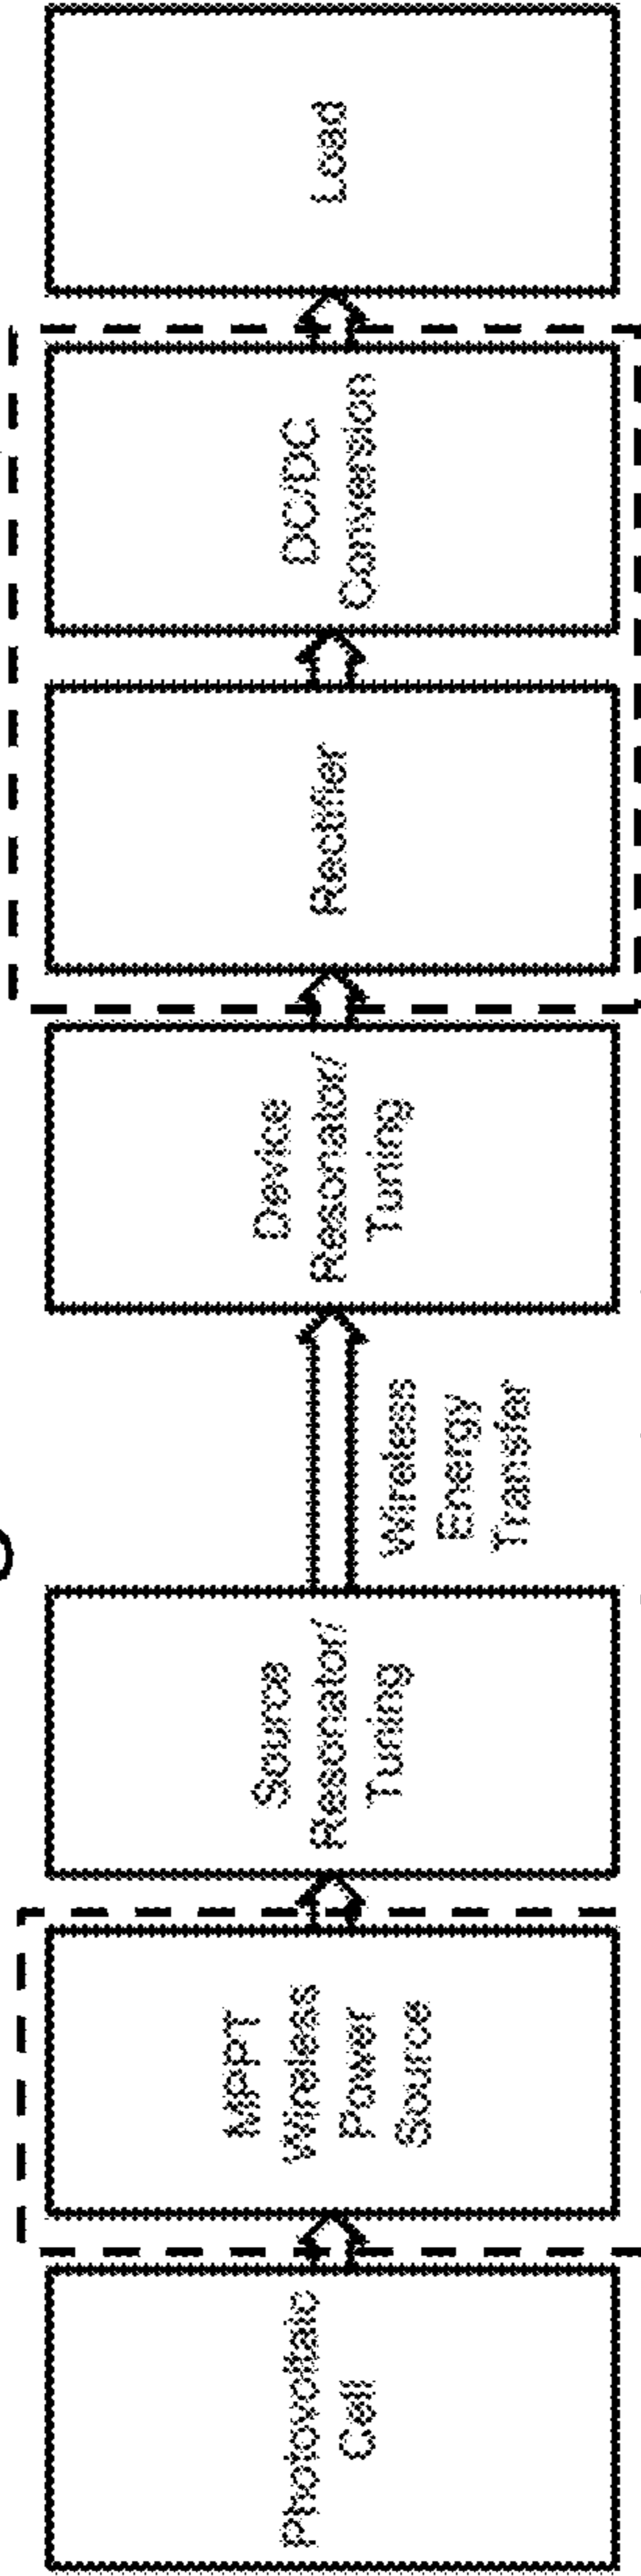 Photovoltaic
Cell
MPPT
Wireless
Power
Source
Source
Resonator/
Tuning
Wireless
Energy
Transfer
Device
Resonator/
Tuning
Rectifier
DC/DC
Conversion
Load